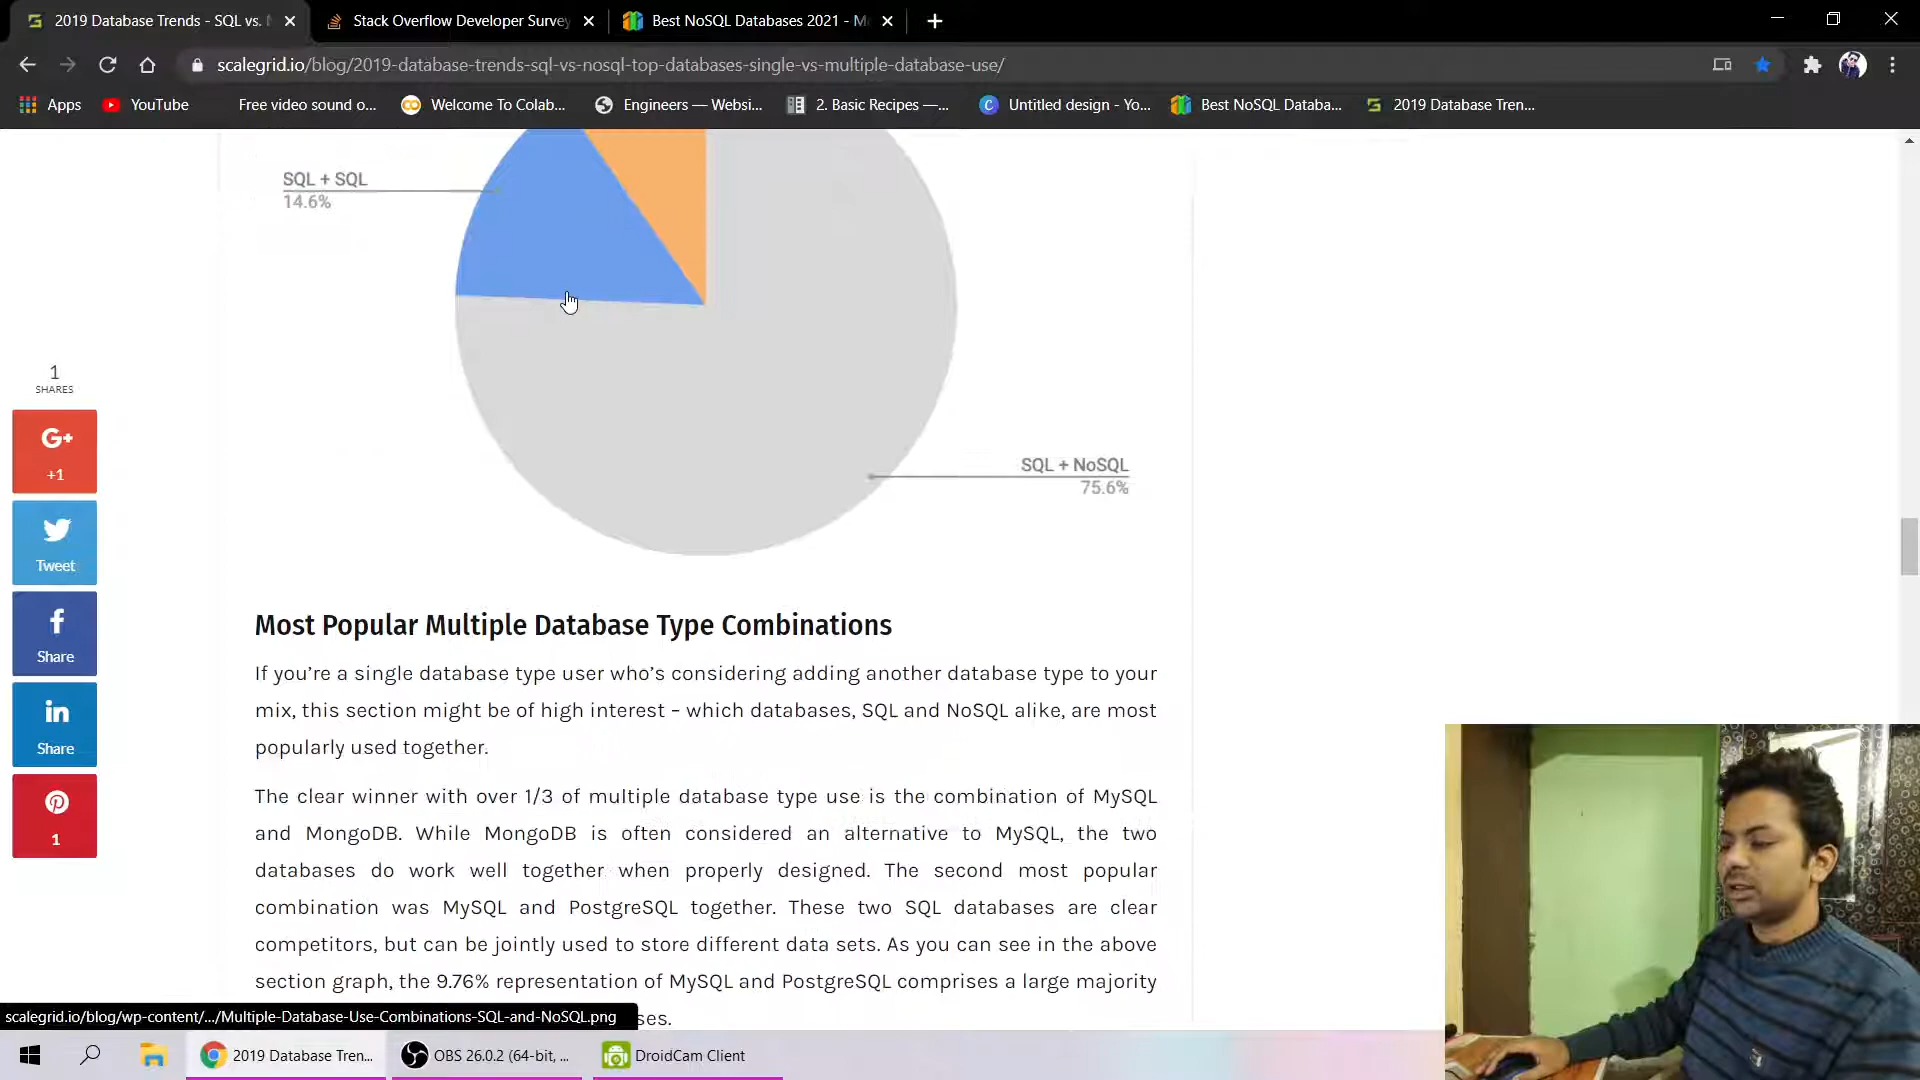 2019 Database Trends - SQL vs.
Stack Overflow Developer Survey
Best NoSQL Databases 2021 - M
scalegrid.io/blog/2019-database-trends-sql-vs-nosql-top-databases-single-vs-multiple-database-use/
Apps
YouTube
Free video sound o...
Welcome To Colab...
Engineers — Websi...
2. Basic Recipes —...
Untitled design - Yo...
Best NoSQL Databa...
2019 Database Tren...
SQL + SQL
14.6%
SQL + NoSQL
75.6%
1
SHARES
G+
+1
Tweet
Share
in
Share
1
Most Popular Multiple Database Type Combinations
If you’re a single database type user who’s considering adding another database type to your
mix, this section might be of high interest – which databases, SQL and NoSQL alike, are most
popularly used together.
The clear winner with over 1/3 of multiple database type use is the combination of MySQL
and MongoDB. While MongoDB is often considered an alternative to MySQL, the two
databases do work well together when properly designed. The second most popular
combination was MySQL and PostgreSQL together. These two SQL databases are clear
competitors, but can be jointly used to store different data sets. As you can see in the above
section graph, the 9.76% representation of MySQL and PostgreSQL comprises a large majority
ses.
scalegrid.io/blog/wp-content/.../Multiple-Database-Use-Combinations-SQL-and-NoSQL.png
2019 Database Tren...
OBS 26.0.2 (64-bit, ...
DroidCam Client